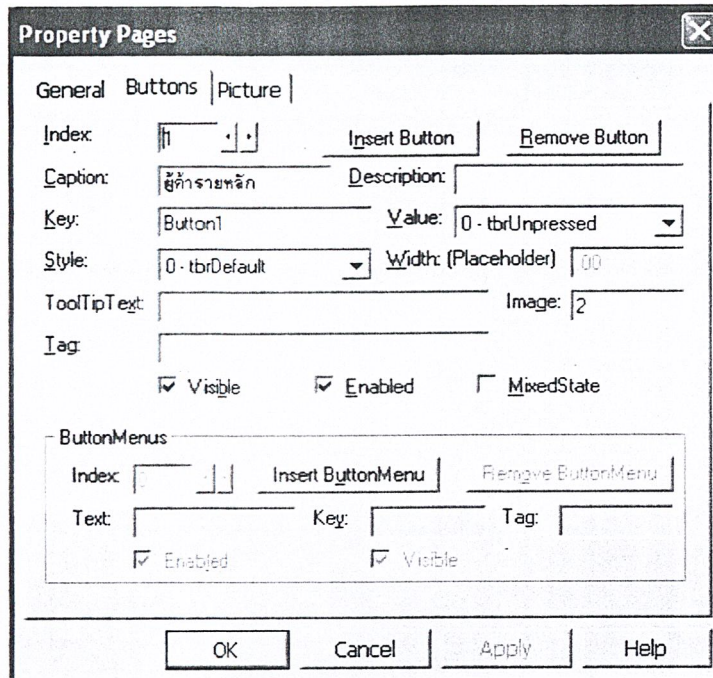 Property Pages
General Buttons Picture
Index: 1 Insert Button Remove Button
Caption: ผู้ค้ารายหลัก Description:
Key: Button1 Value: 0 - tbrUnpressed
Style: 0 - tbrDefault Width: (Placeholder) .00
ToolTipText: Image: 2
Tag:
Visible Enabled MixedState
ButtonMenus
Index: Insert ButtonMenu Remove ButtonMenu
Text: Key: Tag:
Enabled Visible
OK Cancel Apply Help